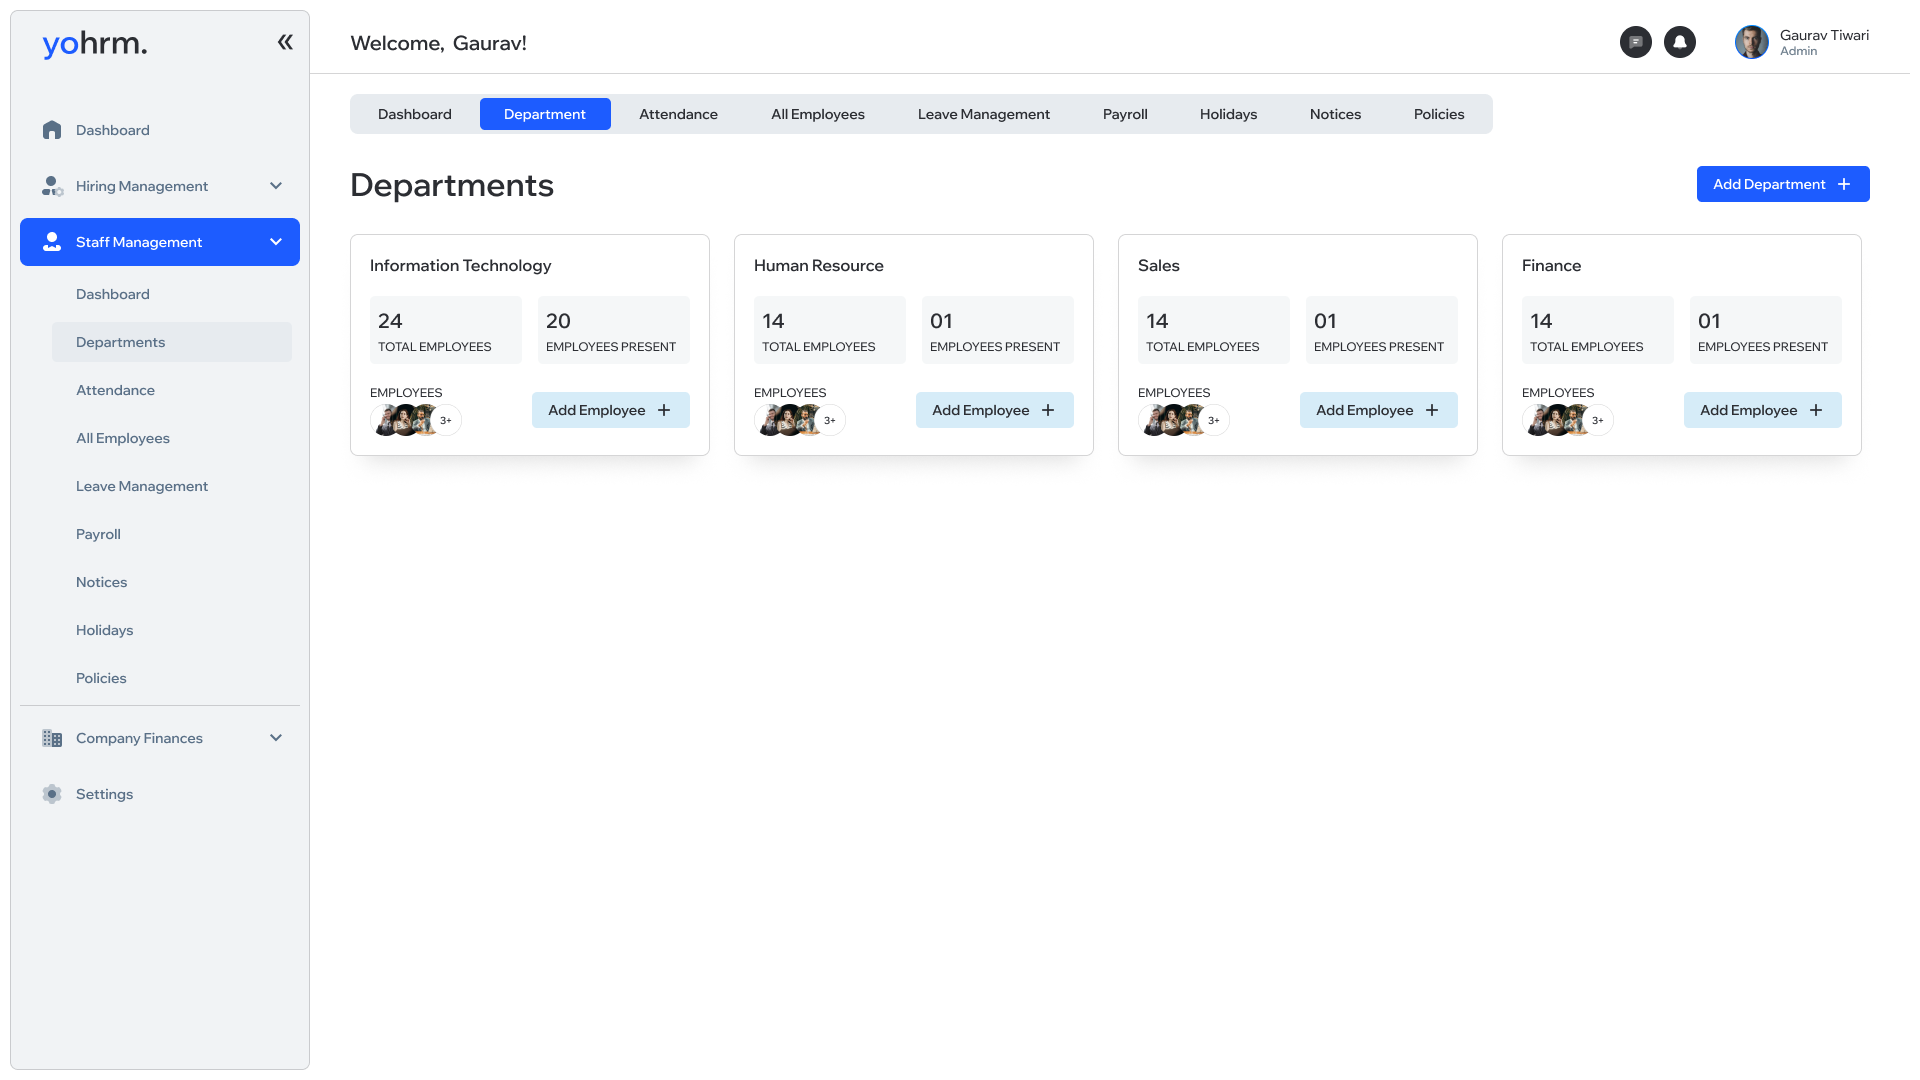 yohrm.
Welcome, Gaurav!
Gaurav Tiwari
Admin
Dashboard
Hiring Management
Staff Management
Dashboard
Departments
Attendance
All Employees
Leave Management
Payroll
Notices
Holidays
Policies
Company Finances
Settings
Dashboard Department Attendance All Employees Leave Management Payroll Holidays Notices Policies
Departments
Add Department +
Information Technology
24
TOTAL EMPLOYEES
20
EMPLOYEES PRESENT
EMPLOYEES
3+
Add Employee +
Human Resource
14
TOTAL EMPLOYEES
01
EMPLOYEES PRESENT
EMPLOYEES
3+
Add Employee +
Sales
14
TOTAL EMPLOYEES
01
EMPLOYEES PRESENT
EMPLOYEES
3+
Add Employee +
Finance
14
TOTAL EMPLOYEES
01
EMPLOYEES PRESENT
EMPLOYEES
3+
Add Employee +